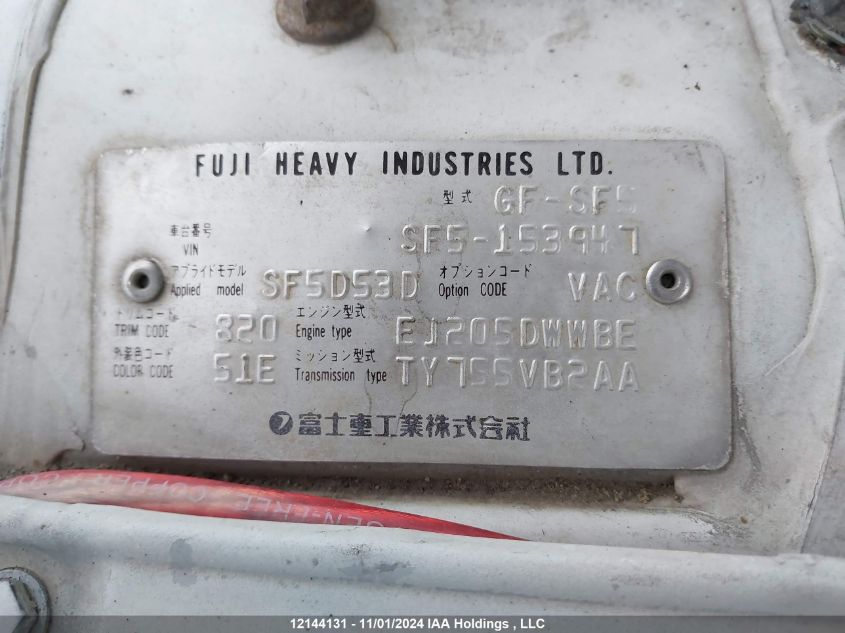 FUJI HEAVY INDUSTRIES LTD.
型式 GF-SF5
車台番号 VIN SF5-153947
アプライドモデル Applied model SF5D53D オプションコード Option CODE VAC
トリムコード TRIM CODE 820 エンジン型式 Engine type EJ205DWWBE
外装色コード COLOR CODE 51E ミッション型式 Transmission type TY755VB2AA
富士重工業株式会社
COPPER
GEN-FREE
12144131 - 11/01/2024 IAA Holdings , LLC